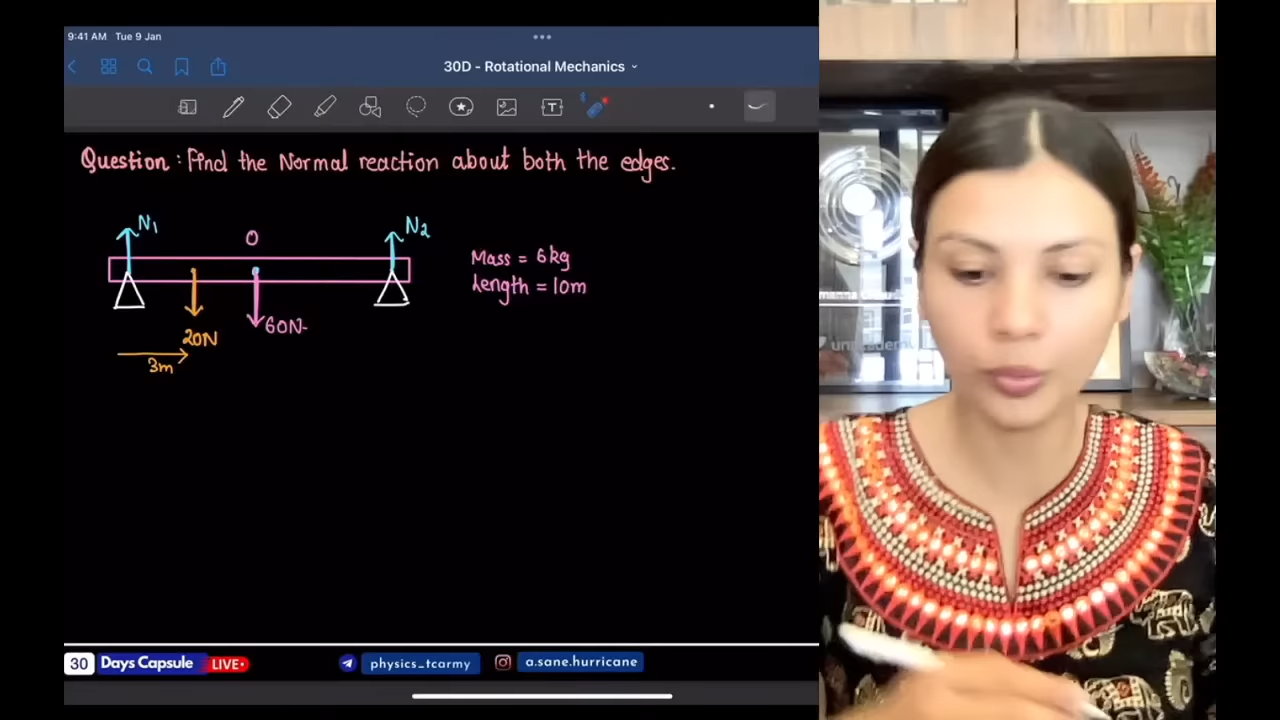 9:41 AM Tue 9 Jan
30D - Rotational Mechanics
T
Question: Find the Normal reaction about both the edges.
N1
O
N2
Mass = 6kg
Length = 10m
20N
60N
3m
30 Days Capsule LIVE
physics_tcarmy
a.sane.hurricane